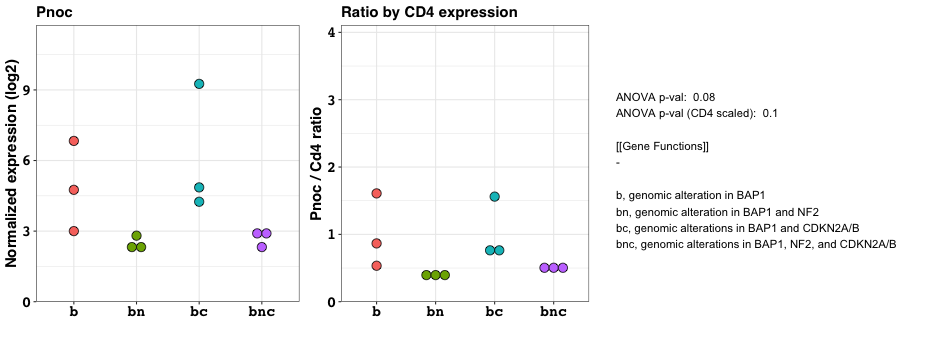 Pnoc
Normalized expression (log2)
9
6
3
0
b bn bc bnc
Ratio by CD4 expression
Pnoc / Cd4 ratio
4
3
2
1
0
b bn bc bnc
ANOVA p-val: 0.08
ANOVA p-val (CD4 scaled): 0.1
[[Gene Functions]]
-
b, genomic alteration in BAP1
bn, genomic alteration in BAP1 and NF2
bc, genomic alterations in BAP1 and CDKN2A/B
bnc, genomic alterations in BAP1, NF2, and CDKN2A/B